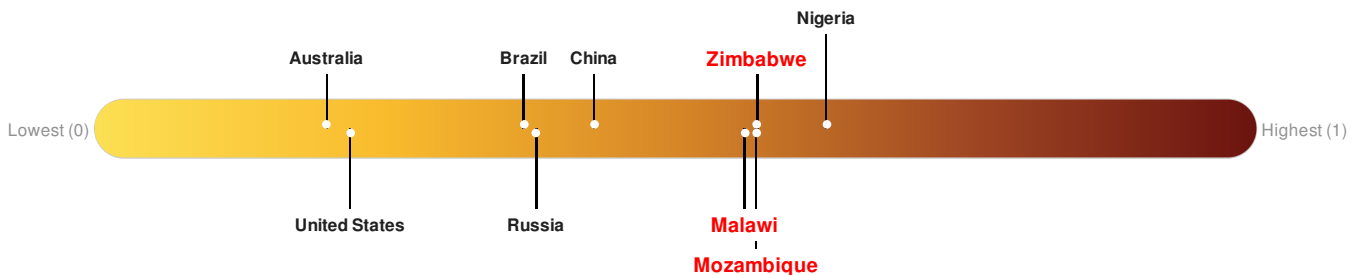 Nigeria
Australia
Brazil
China
Zimbabwe
Lowest (0)
Highest (1)
United States
Russia
Malawi
Mozambique